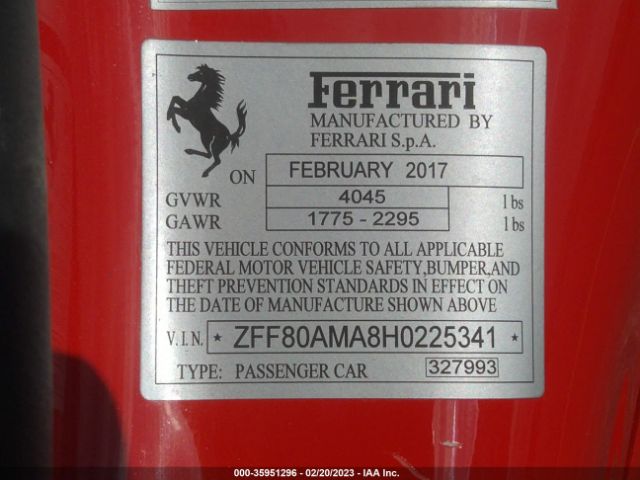 Ferrari
MANUFACTURED BY
FERRARI S.p.A.
ON FEBRUARY 2017
GVWR 4045 lbs
GAWR 1775 - 2295 lbs
THIS VEHICLE CONFORMS TO ALL APPLICABLE
FEDERAL MOTOR VEHICLE SAFETY,BUMPER,AND
THEFT PREVENTION STANDARDS IN EFFECT ON
THE DATE OF MANUFACTURE SHOWN ABOVE
V.I.N. * ZFF80AMA8H0225341 *
TYPE: PASSENGER CAR 327993
000-35951296 - 02/20/2023 - IAA Inc.